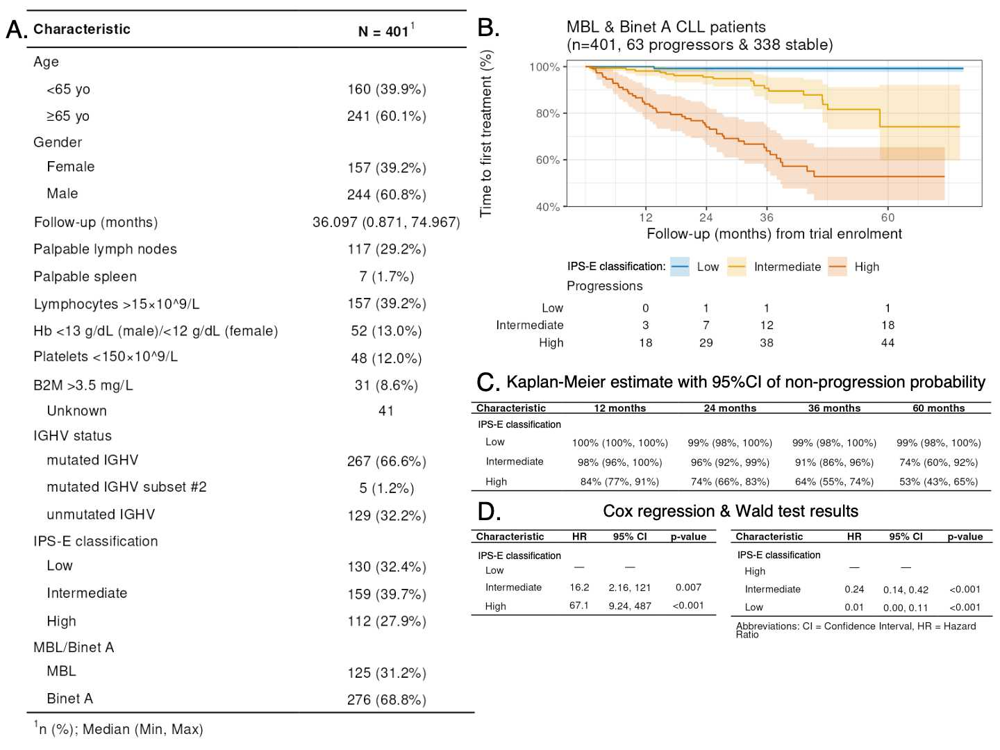 A.
Characteristic N = 401¹
Age
<65 yo 160 (39.9%)
≥65 yo 241 (60.1%)
Gender
Female 157 (39.2%)
Male 244 (60.8%)
Follow-up (months) 36.097 (0.871, 74.967)
Palpable lymph nodes 117 (29.2%)
Palpable spleen 7 (1.7%)
Lymphocytes >15×10^9/L 157 (39.2%)
Hb <13 g/dL (male)/<12 g/dL (female) 52 (13.0%)
Platelets <150×10^9/L 48 (12.0%)
B2M >3.5 mg/L 31 (8.6%)
Unknown 41
IGHV status
mutated IGHV 267 (66.6%)
mutated IGHV subset #2 5 (1.2%)
unmutated IGHV 129 (32.2%)
IPS-E classification
Low 130 (32.4%)
Intermediate 159 (39.7%)
High 112 (27.9%)
MBL/Binet A
MBL 125 (31.2%)
Binet A 276 (68.8%)
¹n (%); Median (Min, Max)
B.
MBL & Binet A CLL patients
(n=401, 63 progressors & 338 stable)
Time to first treatment (%)
100%
80%
60%
40%
12 24 36 60
Follow-up (months) from trial enrolment
IPS-E classification: Low Intermediate High
Progressions
Low 0 1 1 1
Intermediate 3 7 12 18
High 18 29 38 44
C. Kaplan-Meier estimate with 95%CI of non-progression probability
Characteristic 12 months 24 months 36 months 60 months
IPS-E classification
Low 100% (100%, 100%) 99% (98%, 100%) 99% (98%, 100%) 99% (98%, 100%)
Intermediate 98% (96%, 100%) 96% (92%, 99%) 91% (86%, 96%) 74% (60%, 92%)
High 84% (77%, 91%) 74% (66%, 83%) 64% (55%, 74%) 53% (43%, 65%)
D. Cox regression & Wald test results
Characteristic HR 95% CI p-value
IPS-E classification
Low — —
Intermediate 16.2 2.16, 121 0.007
High 67.1 9.24, 487 <0.001
Characteristic HR 95% CI p-value
IPS-E classification
High — —
Intermediate 0.24 0.14, 0.42 <0.001
Low 0.01 0.00, 0.11 <0.001
Abbreviations: CI = Confidence Interval, HR = Hazard
Ratio